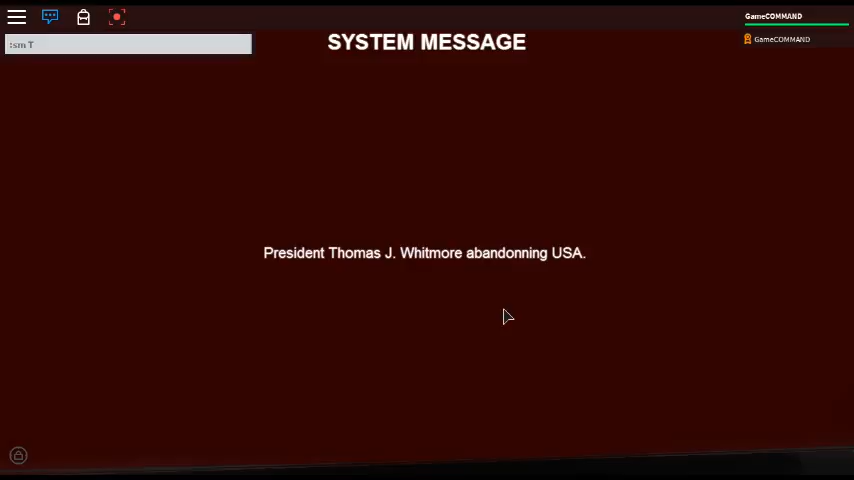 GameCOMMAND
GameCOMMAND
:sm T
SYSTEM MESSAGE
President Thomas J. Whitmore abandonning USA.